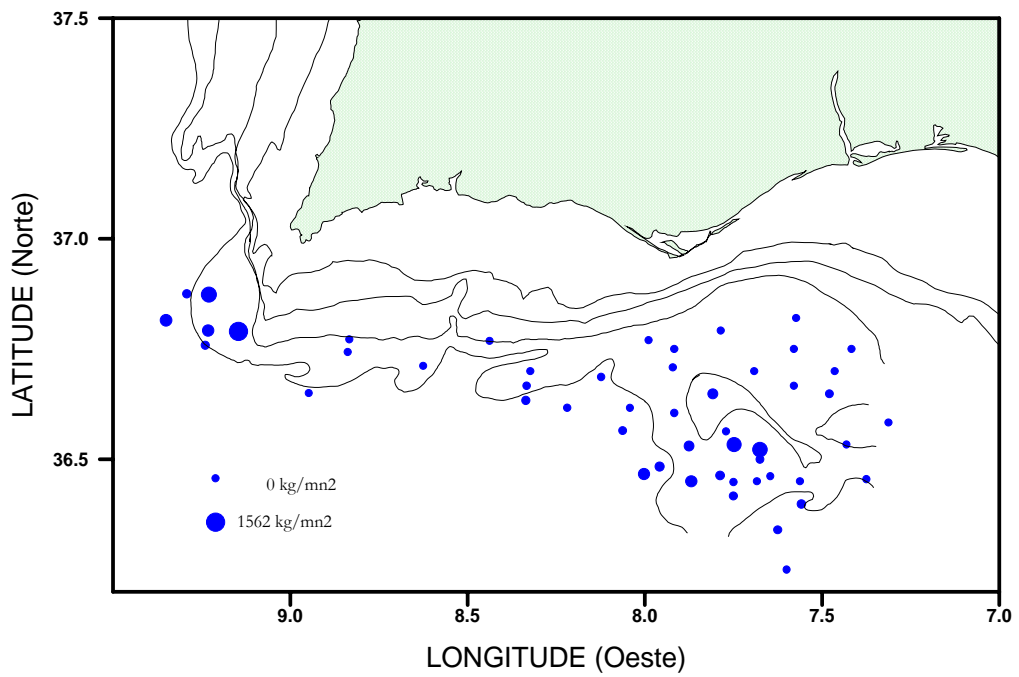 37.5
37.0
36.5
LATITUDE (Norte)
0 kg/mn2
1562 kg/mn2
9.0 8.5 8.0 7.5 7.0
LONGITUDE (Oeste)